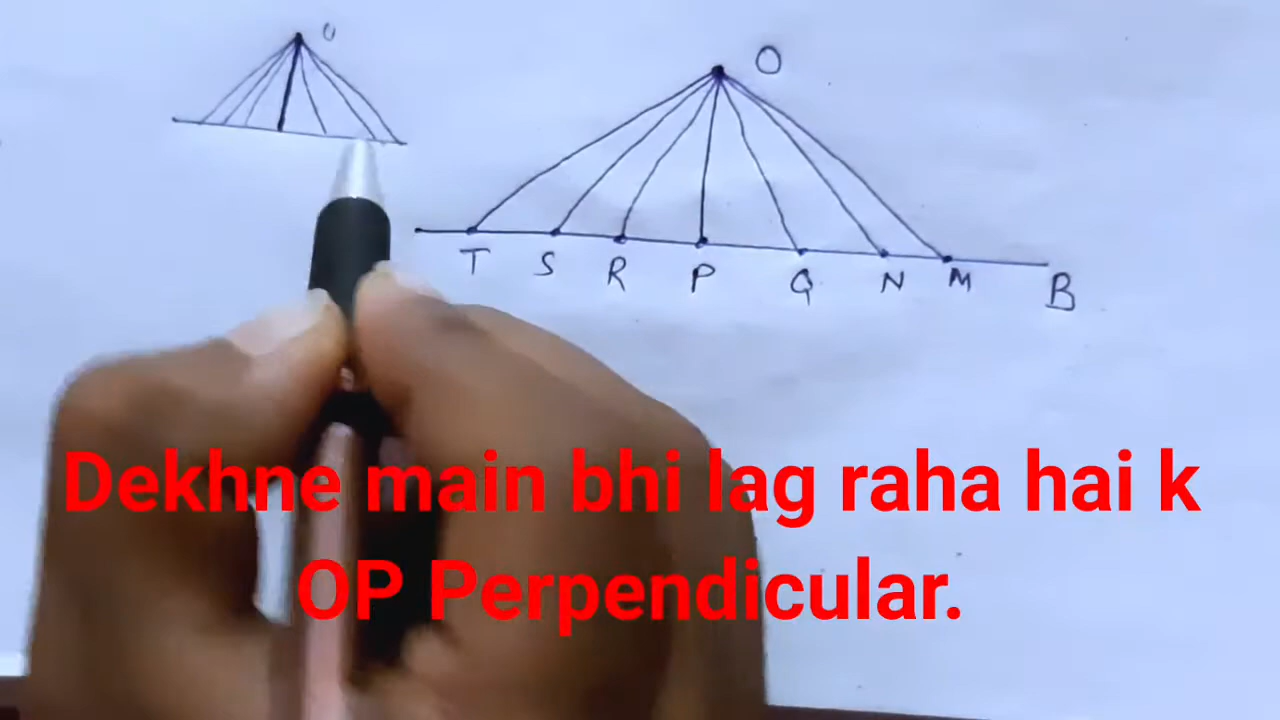 O
O
T S R P Q N M B
Dekhne main bhi lag raha hai k
OP Perpendicular.